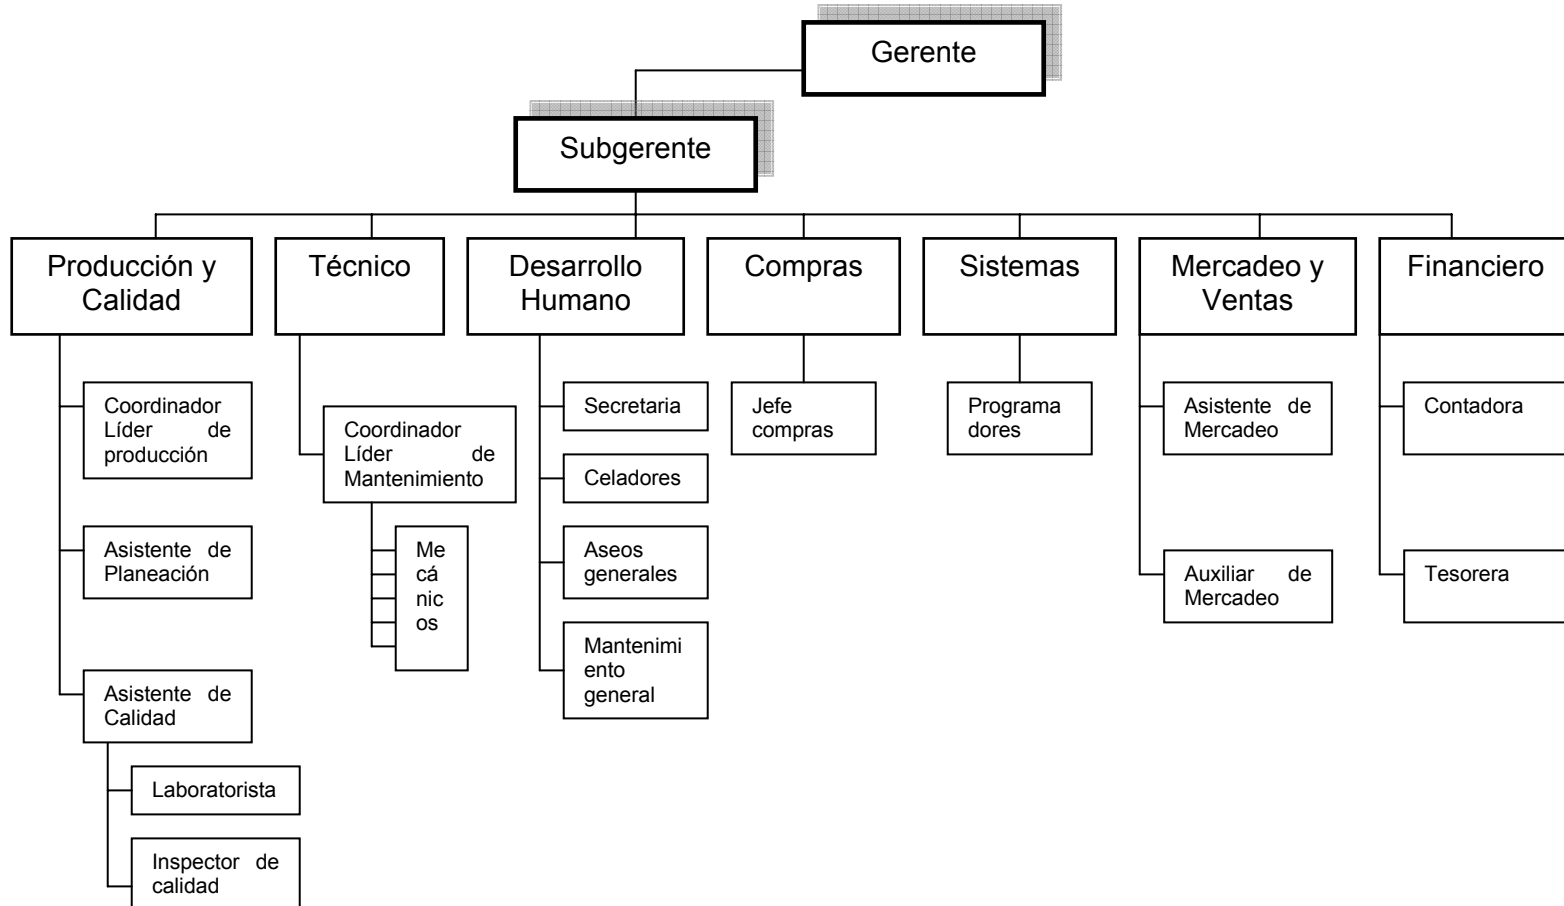 Gerente
Subgerente
Producción y
Calidad
Técnico
Desarrollo
Humano
Compras
Sistemas
Mercadeo y
Ventas
Financiero
Coordinador
Líder de
producción
Asistente de
Planeación
Asistente de
Calidad
Laboratorista
Inspector de
calidad
Coordinador
Líder de
Mantenimiento
Me
cá
nic
os
Secretaria
Celadores
Aseos
generales
Mantenimi
ento
general
Jefe
compras
Programa
dores
Asistente de
Mercadeo
Auxiliar de
Mercadeo
Contadora
Tesorera